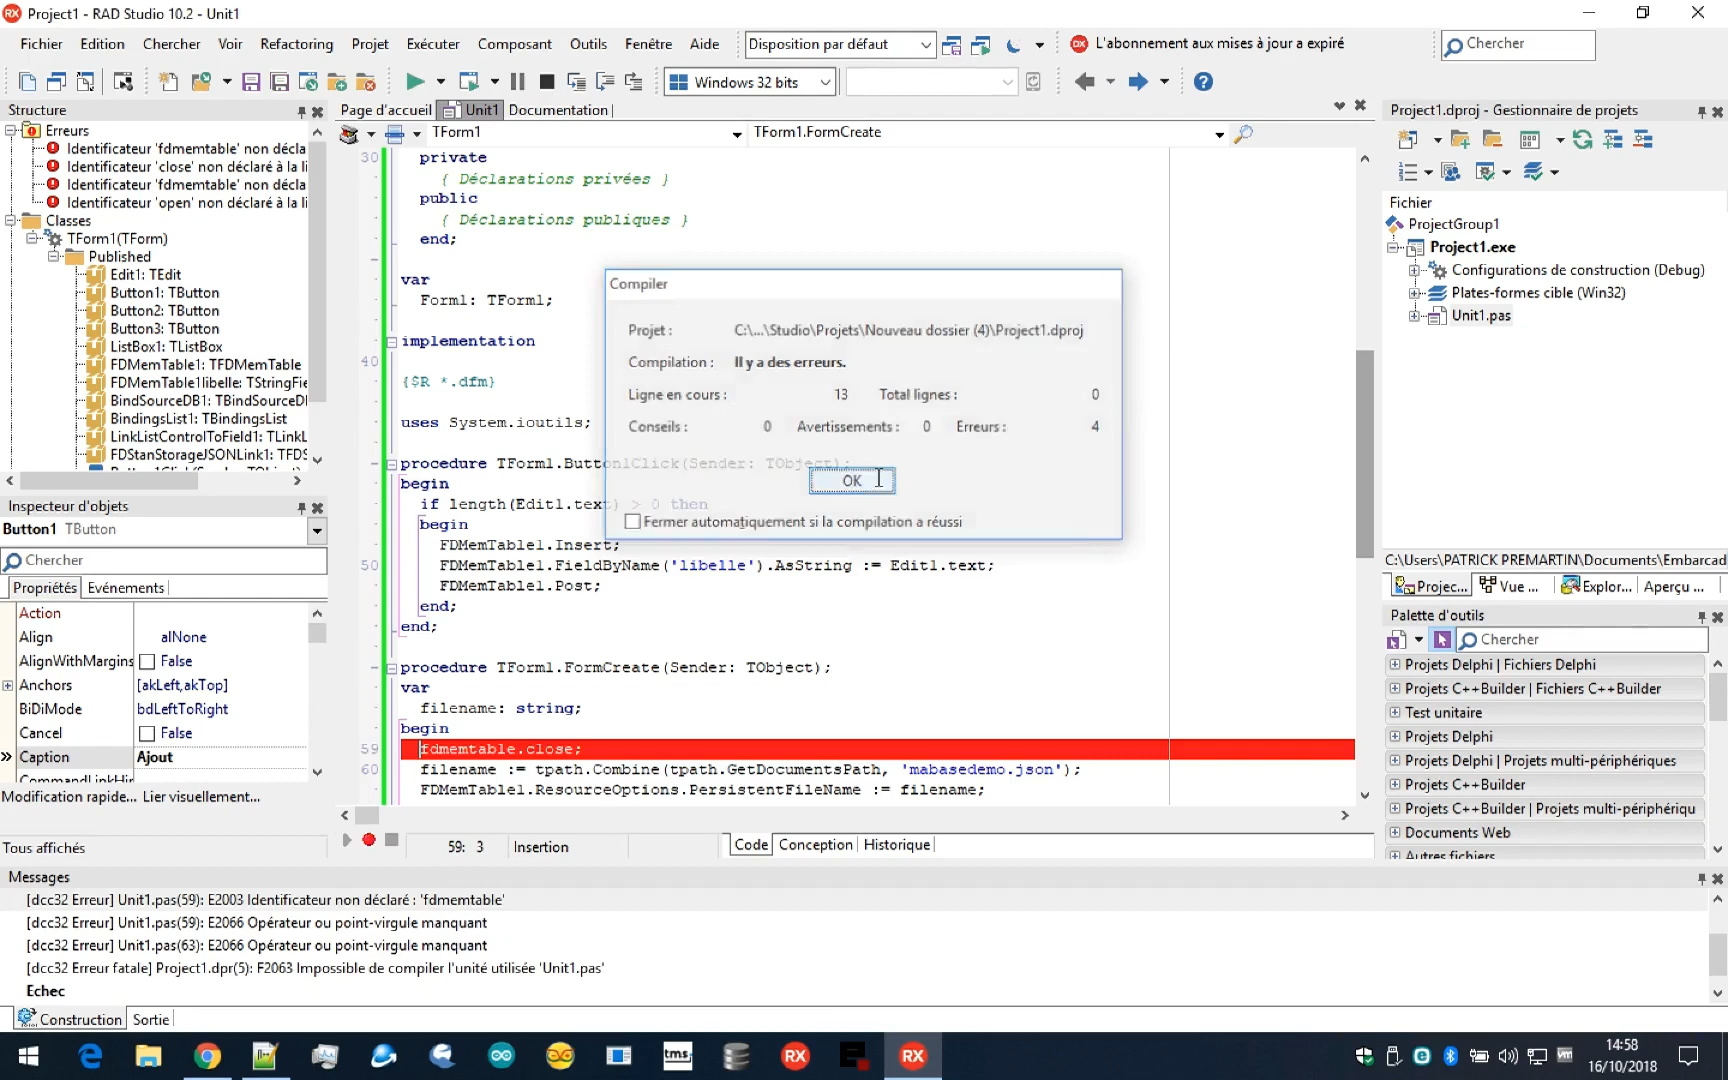 Project1 - RAD Studio 10.2 - Unit1
Fichier Edition Chercher Voir Refactoring Projet Exécuter Composant Outils Fenêtre Aide
Disposition par défaut
L'abonnement aux mises à jour a expiré
Chercher
Windows 32 bits
Structure
Erreurs
Identificateur 'fdmemtable' non décla
Identificateur 'close' non déclaré à la li
Identificateur 'fdmemtable' non décla
Identificateur 'open' non déclaré à la li
Classes
TForm1(TForm)
Published
Edit1: TEdit
Button1: TButton
Button2: TButton
Button3: TButton
ListBox1: TListBox
FDMemTable1: TFDMemTable
FDMemTable1libelle: TStringFie
BindSourceDB1: TBindSourceDI
BindingsList1: TBindingsList
LinkListControlToField1: TLinkL
FDStanStorageJSONLink1: TFDS
Inspecteur d'objets
Button1 TButton
Chercher
Propriétés Evénements
Action
Align alNone
AlignWithMargins False
Anchors [akLeft,akTop]
BiDiMode bdLeftToRight
Cancel False
Caption Ajout
CommandLinkHir
Modification rapide... Lier visuellement...
Tous affichés
Page d'accueil Unit1 Documentation
TForm1 TForm1.FormCreate
30 private
{ Déclarations privées }
public
{ Déclarations publiques }
end;
var
Form1: TForm1;
implementation
40
{$R *.dfm}
uses System.ioutils;
procedure TForm1.Button1Click(Sender: TObject);
begin
if length(Edit1.text) > 0 then
begin
FDMemTable1.Insert;
50 FDMemTable1.FieldByName('libelle').AsString := Edit1.text;
FDMemTable1.Post;
end;
end;
procedure TForm1.FormCreate(Sender: TObject);
var
filename: string;
begin
59 fdmemtable.close;
60 filename := tpath.Combine(tpath.GetDocumentsPath, 'mabasedemo.json');
FDMemTable1.ResourceOptions.PersistentFileName := filename;
59: 3 Insertion
Code Conception Historique
Compiler
Projet : C:\...\Studio\Projets\Nouveau dossier (4)\Project1.dproj
Compilation : Il y a des erreurs.
Ligne en cours : 13 Total lignes : 0
Conseils : 0 Avertissements : 0 Erreurs : 4
OK
Fermer automatiquement si la compilation a réussi
Project1.dproj - Gestionnaire de projets
Fichier
ProjectGroup1
Project1.exe
Configurations de construction (Debug)
Plates-formes cible (Win32)
Unit1.pas
C:\Users\PATRICK PREMARTIN\Documents\Embarcad
Projec... Vue ... Explor... Aperçu ...
Palette d'outils
Chercher
Projets Delphi | Fichiers Delphi
Projets C++Builder | Fichiers C++Builder
Test unitaire
Projets Delphi
Projets Delphi | Projets multi-périphériques
Projets C++Builder
Projets C++Builder | Projets multi-périphériqu
Documents Web
Autres fichiers
Messages
[dcc32 Erreur] Unit1.pas(59): E2003 Identificateur non déclaré : 'fdmemtable'
[dcc32 Erreur] Unit1.pas(59): E2066 Opérateur ou point-virgule manquant
[dcc32 Erreur] Unit1.pas(63): E2066 Opérateur ou point-virgule manquant
[dcc32 Erreur fatale] Project1.dpr(5): F2063 Impossible de compiler l'unité utilisée 'Unit1.pas'
Echec
Construction Sortie
tms
RX
RX
14:58
16/10/2018